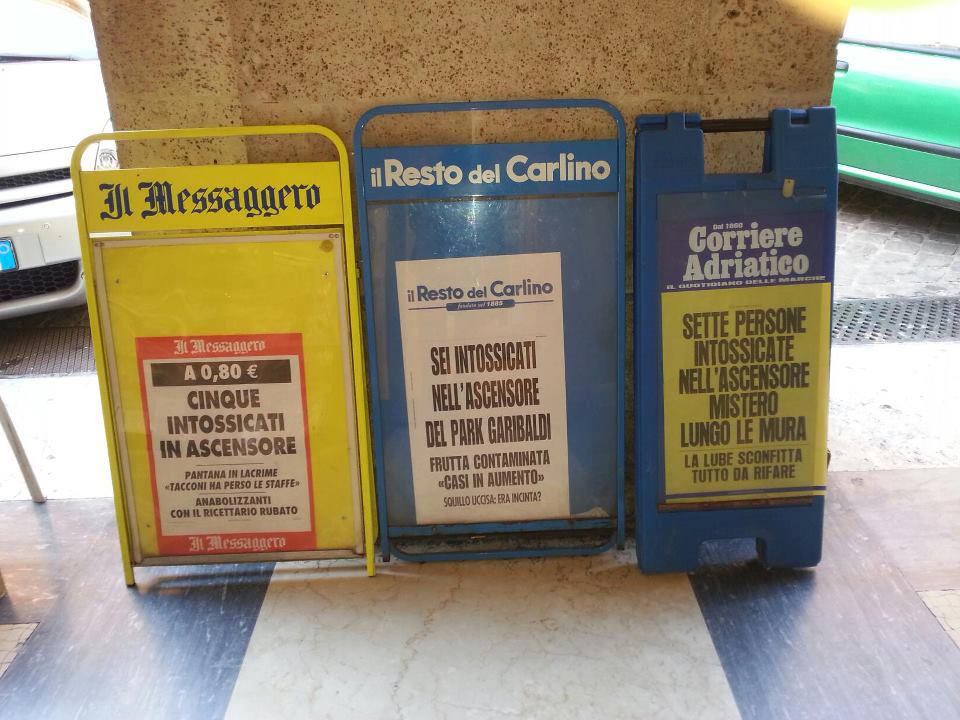 Il Messaggero
Il Messaggero
A 0,80 €
CINQUE
INTOSSICATI
IN ASCENSORE
PANTANA IN LACRIME
«TACCONI HA PERSO LE STAFFE»
ANABOLIZZANTI
CON IL RICETTARIO RUBATO
Il Messaggero
il Resto del Carlino
il Resto del Carlino
fondato nel 1885
SEI INTOSSICATI
NELL'ASCENSORE
DEL PARK GARIBALDI
FRUTTA CONTAMINATA
«CASI IN AUMENTO»
SQUILLO UCCISA: ERA INCINTA?
Dal 1860
Corriere
Adriatico
IL QUOTIDIANO DELLE MARCHE
SETTE PERSONE
INTOSSICATE
NELL'ASCENSORE
MISTERO
LUNGO LE MURA
LA LUBE SCONFITTA
TUTTO DA RIFARE